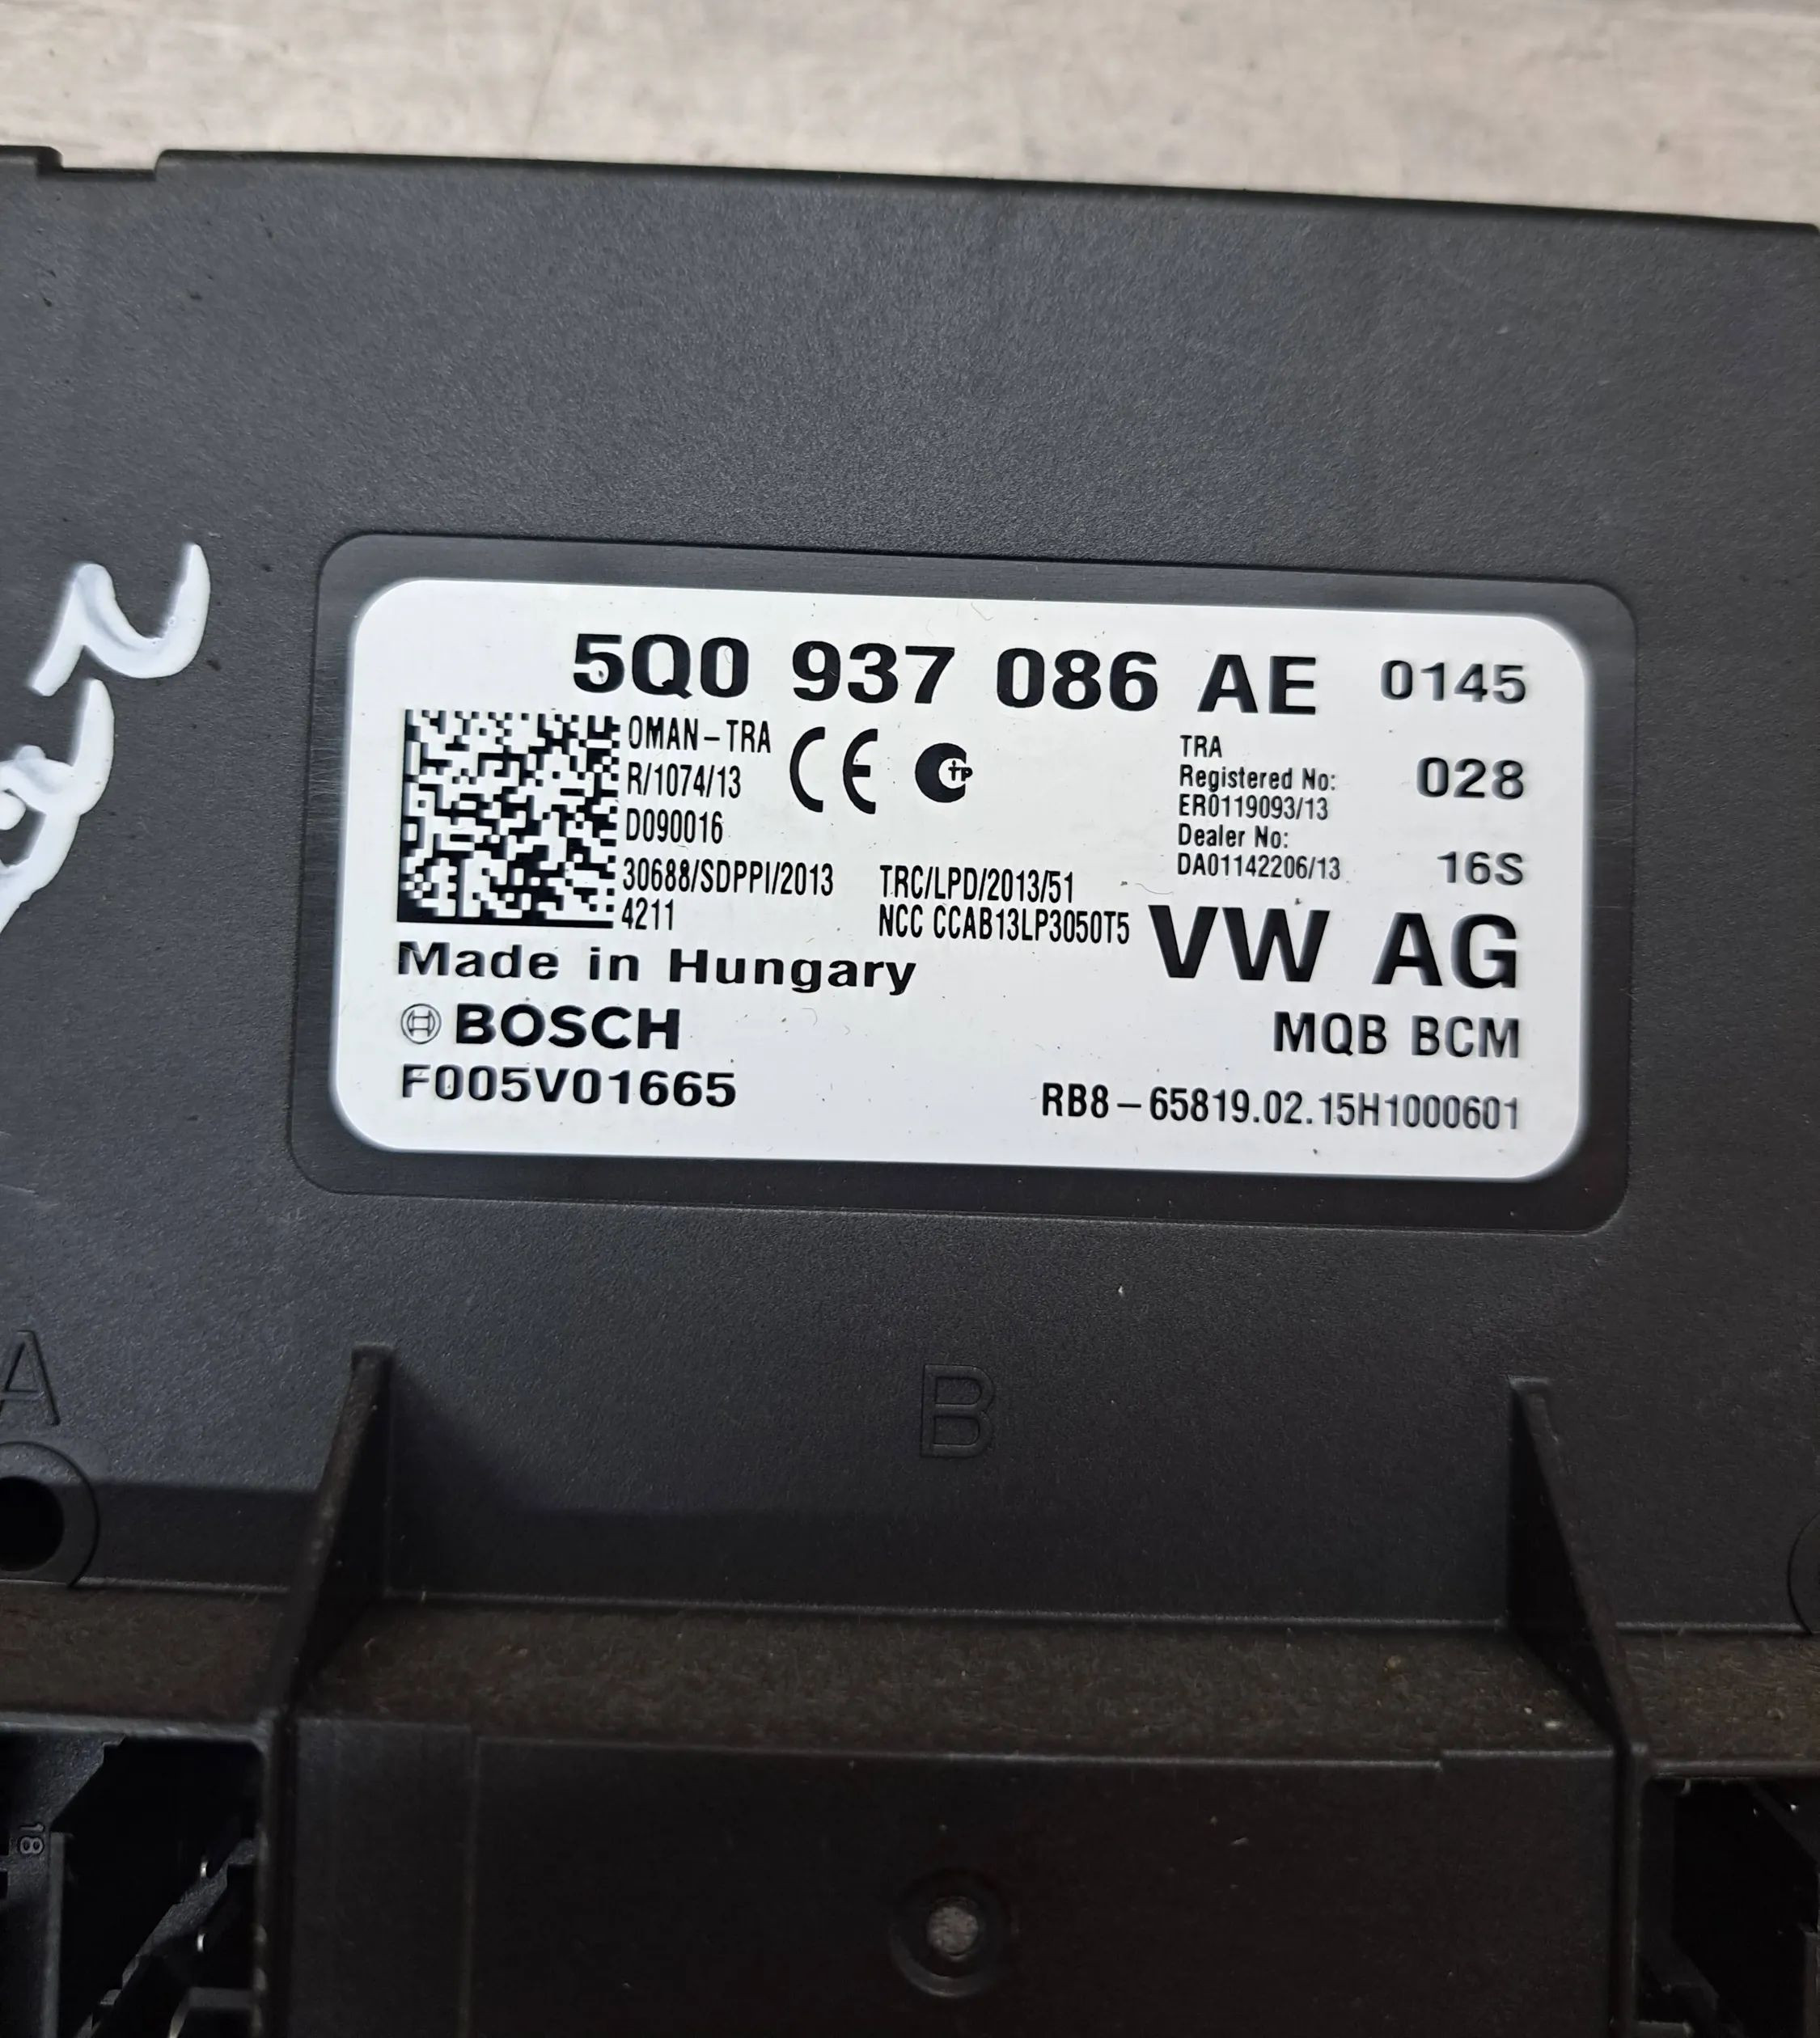 5Q0 937 086 AE 0145
OMAN-TRA
R/1074/13
D090016
30688/SDPPI/2013
4211
TRC/LPD/2013/51
NCC CCAB13LP3050T5
TRA
Registered No:
ER0119093/13
Dealer No:
DA01142206/13
028
16S
VW AG
Made in Hungary
BOSCH
MQB BCM
F005V01665
RB8-65819.02.15H1000601
A
B
18